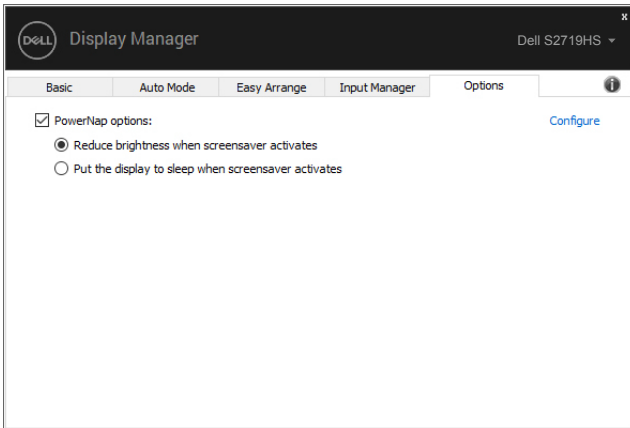 x
DELL Display Manager
Dell S2719HS
Basic Auto Mode Easy Arrange Input Manager Options i
PowerNap options: Configure
Reduce brightness when screensaver activates
Put the display to sleep when screensaver activates